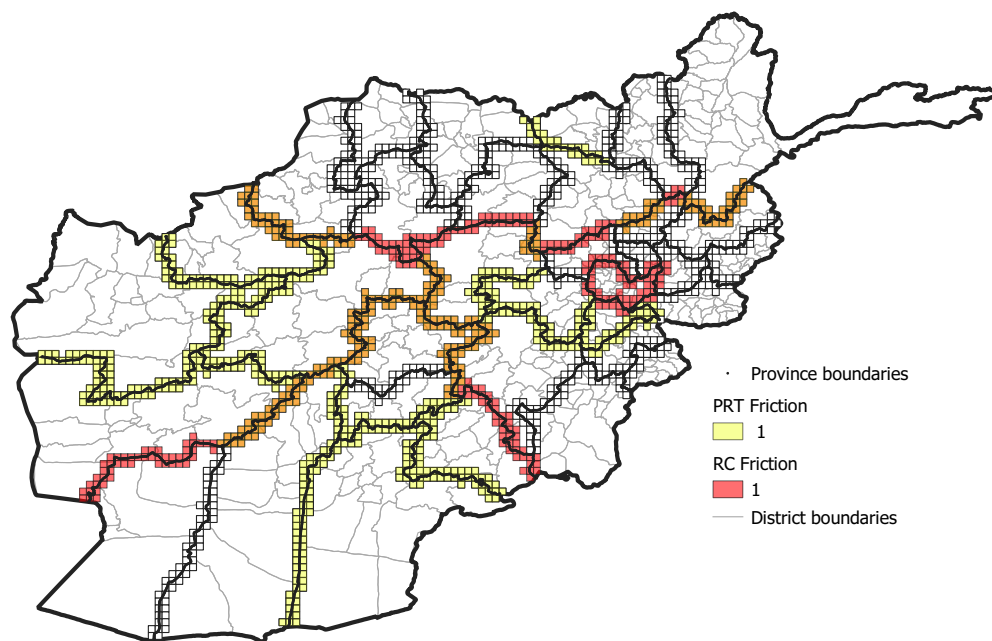 Province boundaries
PRT Friction
1
RC Friction
1
District boundaries